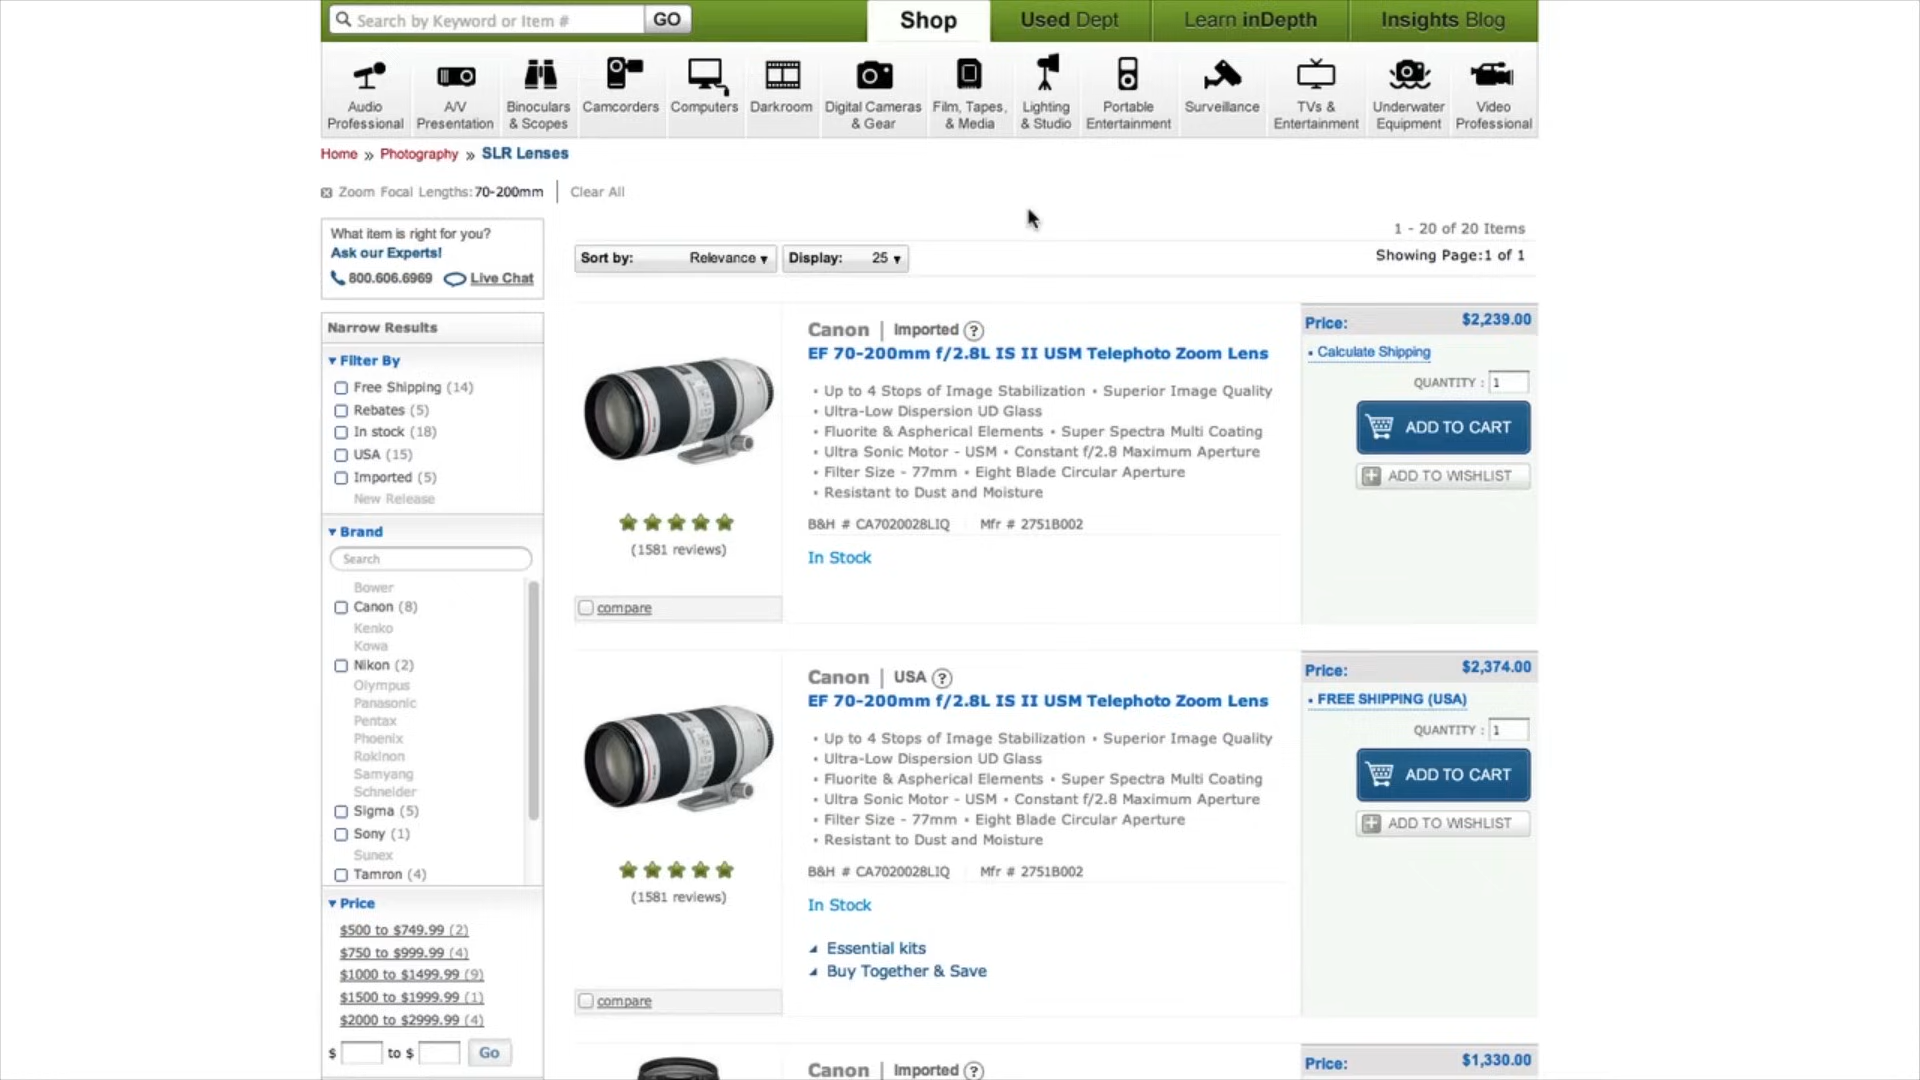 Search by Keyword or Item #
GO
Shop
Used Dept
Learn inDepth
Insights Blog
Audio Professional
A/V Presentation
Binoculars & Scopes
Camcorders
Computers
Darkroom
Digital Cameras & Gear
Film, Tapes, & Media
Lighting & Studio
Portable Entertainment
Surveillance
TVs & Entertainment
Underwater Equipment
Video Professional
Home » Photography » SLR Lenses
Zoom Focal Lengths: 70-200mm | Clear All
What item is right for you?
Ask our Experts!
800.606.6969 Live Chat
Narrow Results
Filter By
Free Shipping (14)
Rebates (5)
In stock (18)
USA (15)
Imported (5)
New Release
Brand
Search
Bower
Canon (8)
Kenko
Kowa
Nikon (2)
Olympus
Panasonic
Pentax
Phoenix
Rokinon
Samyang
Schneider
Sigma (5)
Sony (1)
Sunex
Tamron (4)
Price
$500 to $749.99 (2)
$750 to $999.99 (4)
$1000 to $1499.99 (9)
$1500 to $1999.99 (1)
$2000 to $2999.99 (4)
$ to $ Go
1 - 20 of 20 Items
Sort by: Relevance ▾ Display: 25 ▾
Showing Page:1 of 1
Canon | Imported ?
EF 70-200mm f/2.8L IS II USM Telephoto Zoom Lens
• Up to 4 Stops of Image Stabilization • Superior Image Quality
• Ultra-Low Dispersion UD Glass
• Fluorite & Aspherical Elements • Super Spectra Multi Coating
• Ultra Sonic Motor - USM • Constant f/2.8 Maximum Aperture
• Filter Size - 77mm • Eight Blade Circular Aperture
• Resistant to Dust and Moisture
B&H # CA7020028LIQ Mfr # 2751B002
In Stock
(1581 reviews)
compare
Price: $2,239.00
• Calculate Shipping
QUANTITY : 1
ADD TO CART
ADD TO WISHLIST
Canon | USA ?
EF 70-200mm f/2.8L IS II USM Telephoto Zoom Lens
• Up to 4 Stops of Image Stabilization • Superior Image Quality
• Ultra-Low Dispersion UD Glass
• Fluorite & Aspherical Elements • Super Spectra Multi Coating
• Ultra Sonic Motor - USM • Constant f/2.8 Maximum Aperture
• Filter Size - 77mm • Eight Blade Circular Aperture
• Resistant to Dust and Moisture
B&H # CA7020028LIQ Mfr # 2751B002
In Stock
Essential kits
Buy Together & Save
(1581 reviews)
compare
Price: $2,374.00
• FREE SHIPPING (USA)
QUANTITY : 1
ADD TO CART
ADD TO WISHLIST
Canon | Imported ?
Price: $1,330.00